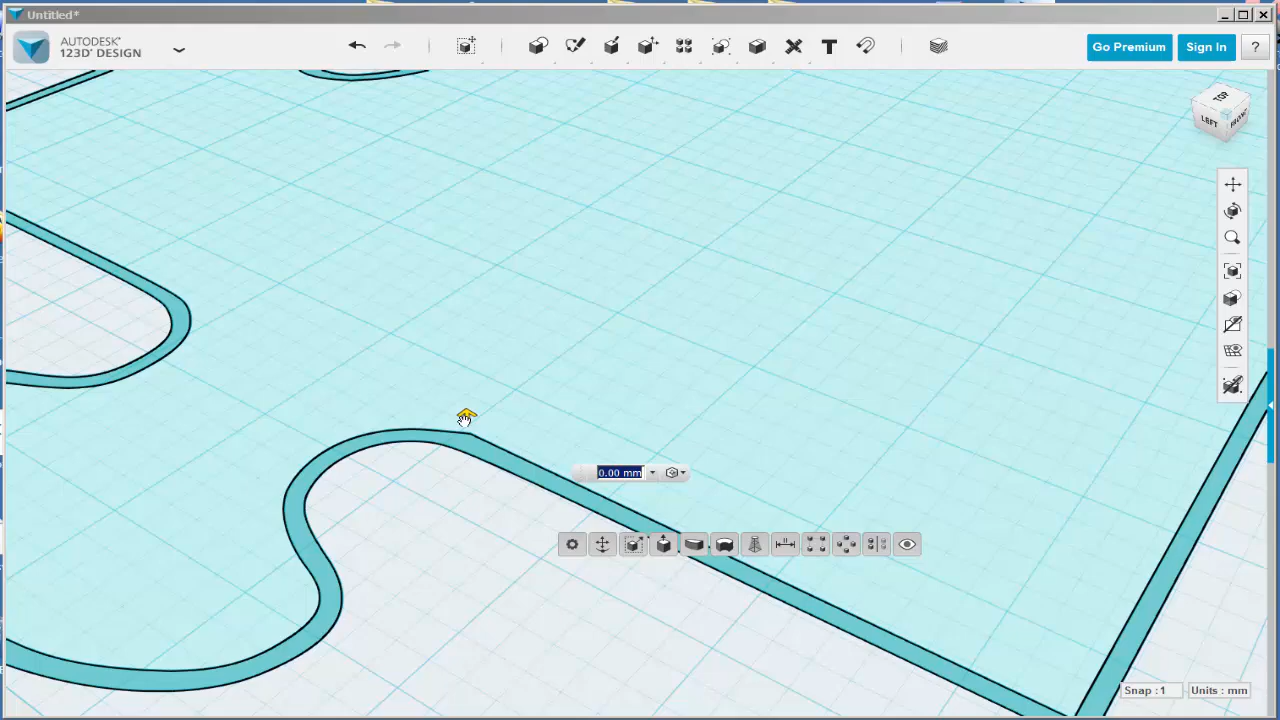 Untitled*
AUTODESK®
123D® DESIGN
T
Go Premium
Sign In
?
TOP
LEFT
FRONT
0.00 mm
Snap : 1
Units : mm